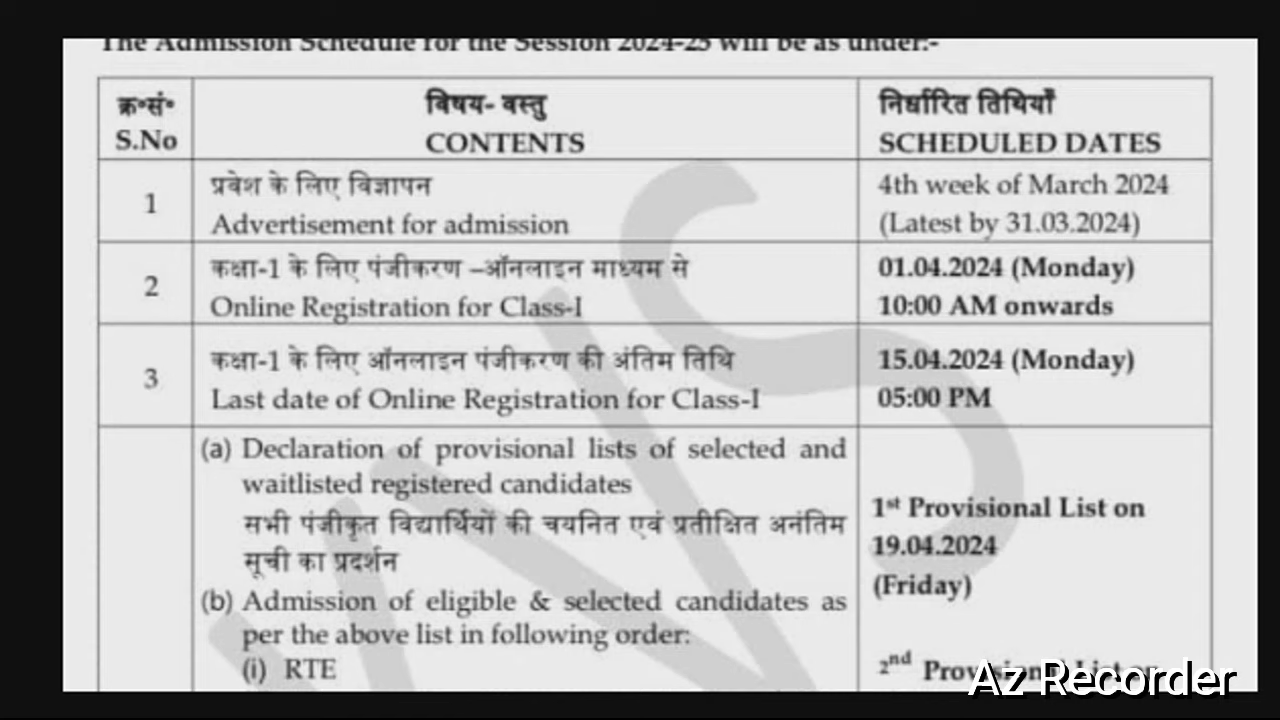 The Admission Schedule for the Session 2024-25 will be as under:-
क्र॰सं॰
S.No
विषय- वस्तु
CONTENTS
निर्धारित तिथियाँ
SCHEDULED DATES
1
प्रवेश के लिए विज्ञापन
Advertisement for admission
4th week of March 2024
(Latest by 31.03.2024)
2
कक्षा-1 के लिए पंजीकरण –ऑनलाइन माध्यम से
Online Registration for Class-I
01.04.2024 (Monday)
10:00 AM onwards
3
कक्षा-1 के लिए ऑनलाइन पंजीकरण की अंतिम तिथि
Last date of Online Registration for Class-I
15.04.2024 (Monday)
05:00 PM
(a) Declaration of provisional lists of selected and
waitlisted registered candidates
सभी पंजीकृत विद्यार्थियों की चयनित एवं प्रतीक्षित अनंतिम
सूची का प्रदर्शन
(b) Admission of eligible & selected candidates as
per the above list in following order:
(i) RTE
1st Provisional List on
19.04.2024
(Friday)
2nd Provisional List on
Az Recorder